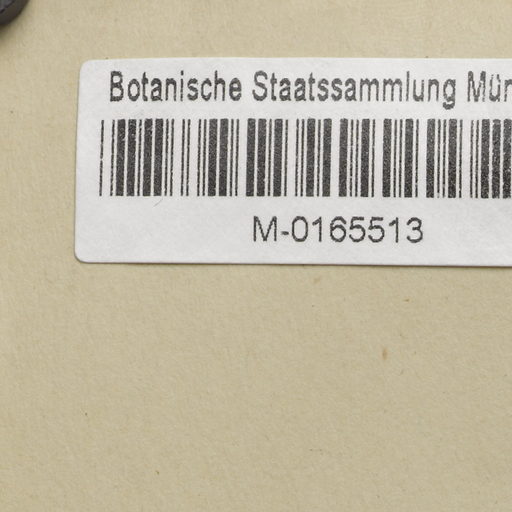 Botanische Staatssammlung Mün
M-0165513